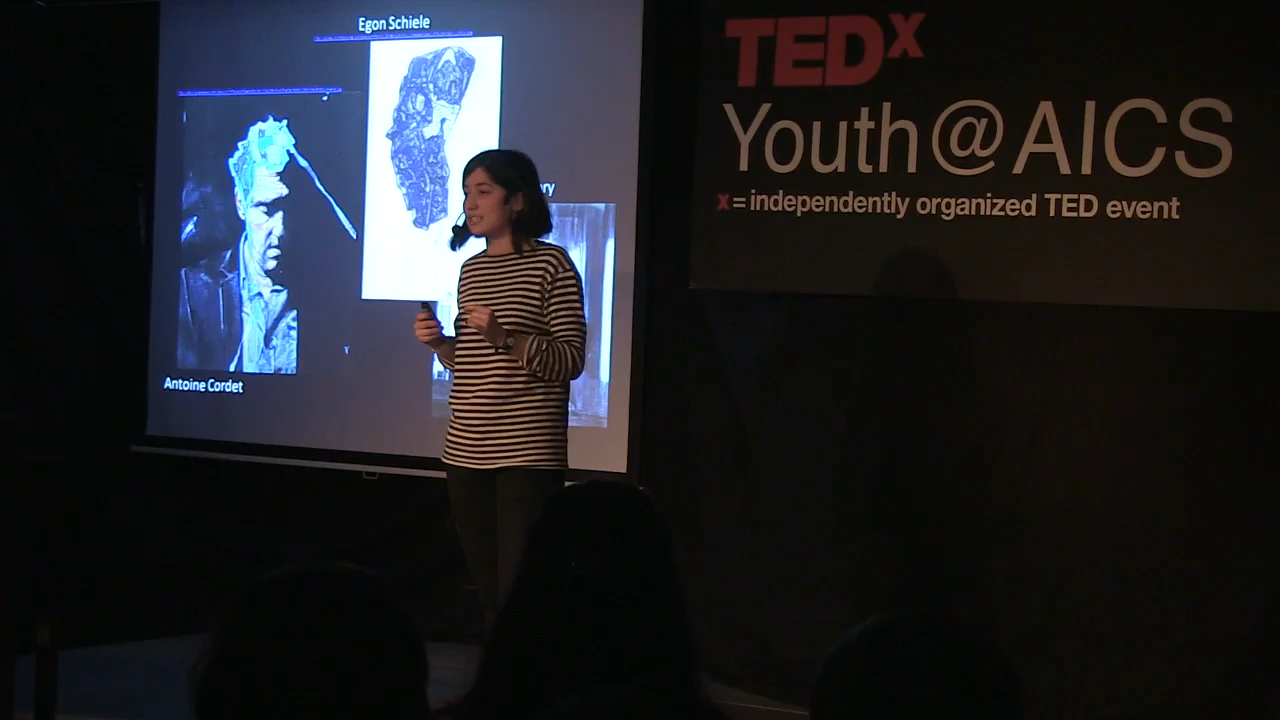 Egon Schiele
Antoine Cordet
TEDx
Youth@AICS
x = independently organized TED event